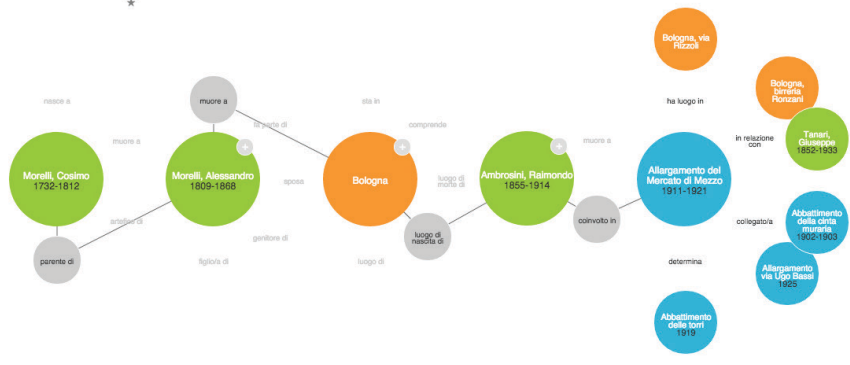 ★
Bologna, via
Rizzoli
nasce a
muore a
sta in
ha luogo in
Bologna,
birreria
Ronzani
muore a
fa parte di
comprende
muore a
in relazione
con
Tanari,
Giuseppe
1852-1933
Morelli, Cosimo
1732-1812
Morelli, Alessandro
1809-1868
sposa
Bologna
luogo di
morte di
Ambrosini, Raimondo
1855-1914
Allargamento del
Mercato di Mezzo
1911-1921
artefice di
luogo di
nascita di
coinvolto in
collegato/a
Abbattimento
della cinta
muraria
1902-1903
genitore di
parente di
figlio/a di
luogo di
determina
Allargamento
via Ugo Bassi
1925
Abbattimento
delle torri
1919